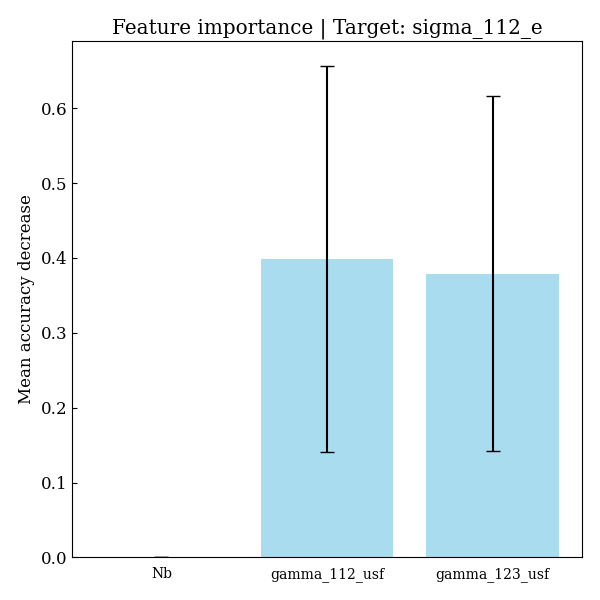 Feature importance | Target: sigma_112_e
Mean accuracy decrease
0.6
0.5
0.4
0.3
0.2
0.1
0.0
Nb
gamma_112_usf
gamma_123_usf